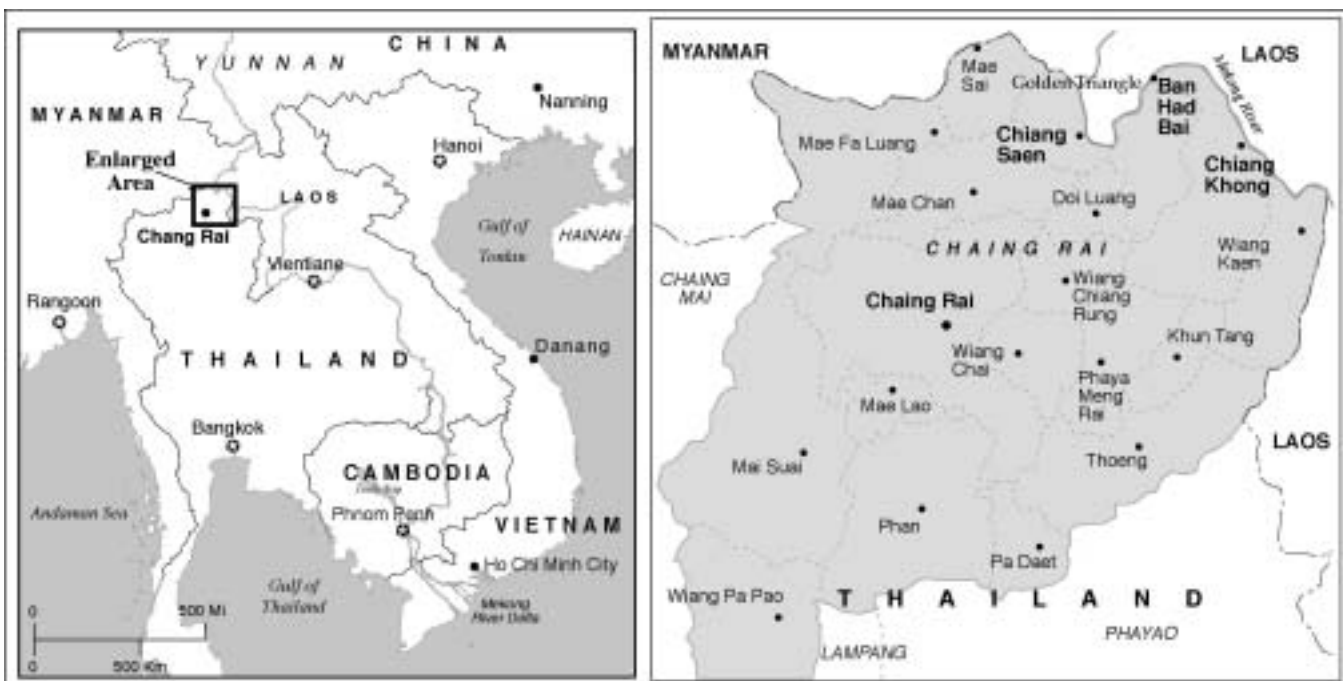 CHINA
YUNNAN
Nanning
MYANMAR
Hanoi
Enlarged
Area
LAOS
Chang Rai
Gulf of
Tonkin
HAINAN
Vientiane
Rangoon
THAILAND
Danang
Bangkok
CAMBODIA
Andaman Sea
Phnom Penh
VIETNAM
Ho Chi Minh City
Gulf of
Thailand
Mekong
River Delta
0 500 Mi
0 500 Km
MYANMAR
LAOS
Mae
Sai
Golden Triangle
Ban
Had
Bai
Mekong River
Mae Fa Luang
Chiang
Saen
Chiang
Khong
Mae Chan
Doi Luang
CHAING RAI
Wiang
Kaen
CHAING
MAI
Wiang
Chiang
Rung
Chaing Rai
Khun Tang
Wiang
Chai
Phaya
Meng
Rai
Mae Lao
LAOS
Mai Suai
Thoeng
Phan
Pa Daet
Wiang Pa Pao
THAILAND
PHAYAO
LAMPANG